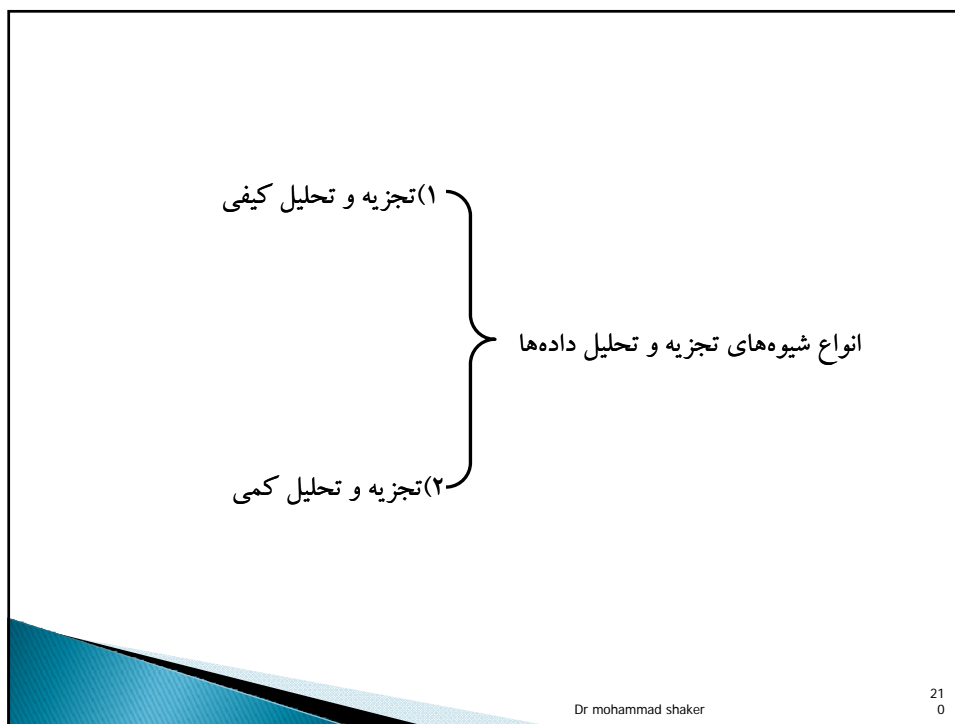 ۱)تجزیه و تحلیل کیفی
انواع شیوه‌های تجزیه و تحلیل داده‌ها
۲)تجزیه و تحلیل کمی
Dr mohammad shaker
21
0